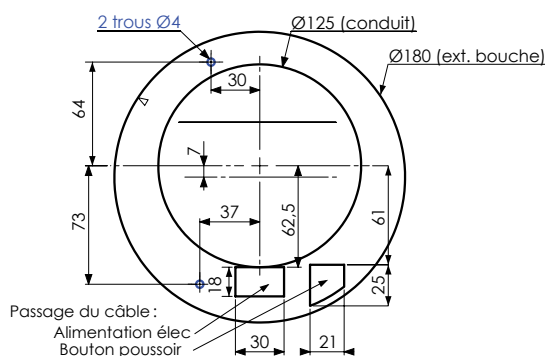 2 trous Ø4
Ø125 (conduit)
Ø180 (ext. bouche)
30
64
7
37
73
62,5
61
18
25
Passage du câble :
Alimentation élec
Bouton poussoir
30
21